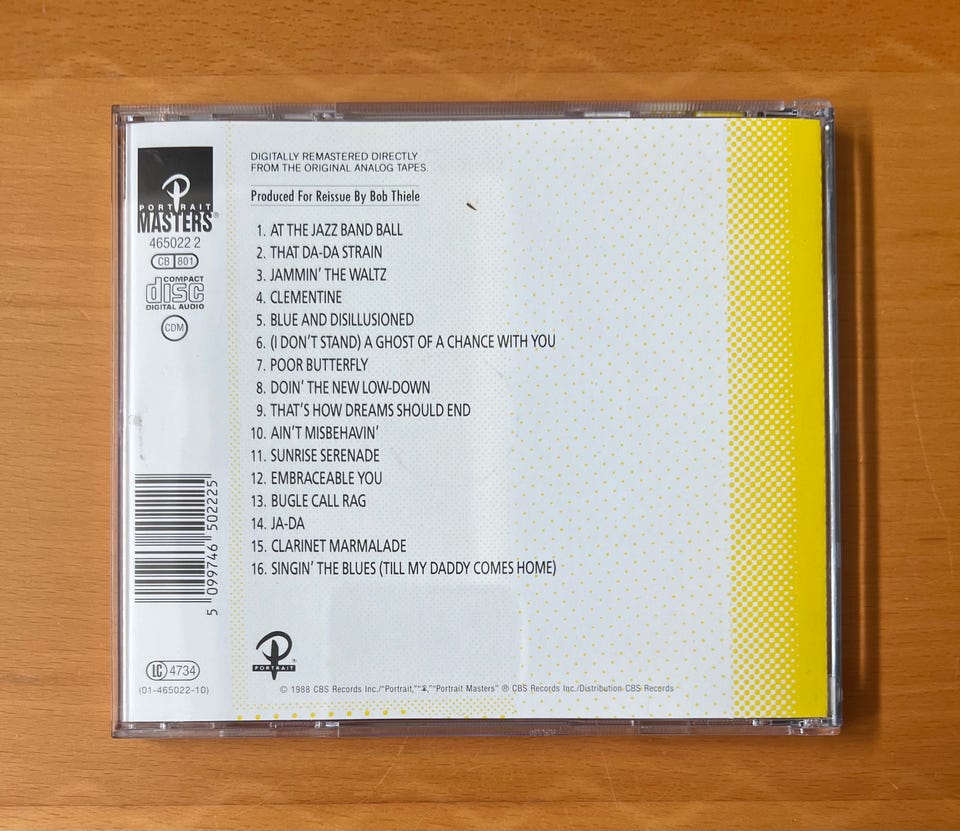 PORTRAIT
MASTERS®
465022 2
CB 801
COMPACT
disc
DIGITAL AUDIO
CDM
5 099746 502225
LC 4734
(01-465022-10)
DIGITALLY REMASTERED DIRECTLY
FROM THE ORIGINAL ANALOG TAPES.
Produced For Reissue By Bob Thiele
1. AT THE JAZZ BAND BALL
2. THAT DA-DA STRAIN
3. JAMMIN' THE WALTZ
4. CLEMENTINE
5. BLUE AND DISILLUSIONED
6. (I DON'T STAND) A GHOST OF A CHANCE WITH YOU
7. POOR BUTTERFLY
8. DOIN' THE NEW LOW-DOWN
9. THAT'S HOW DREAMS SHOULD END
10. AIN'T MISBEHAVIN'
11. SUNRISE SERENADE
12. EMBRACEABLE YOU
13. BUGLE CALL RAG
14. JA-DA
15. CLARINET MARMALADE
16. SINGIN' THE BLUES (TILL MY DADDY COMES HOME)
PORTRAIT®
© 1988 CBS Records Inc./"Portrait," "," "Portrait Masters" ® CBS Records Inc./Distribution CBS Records